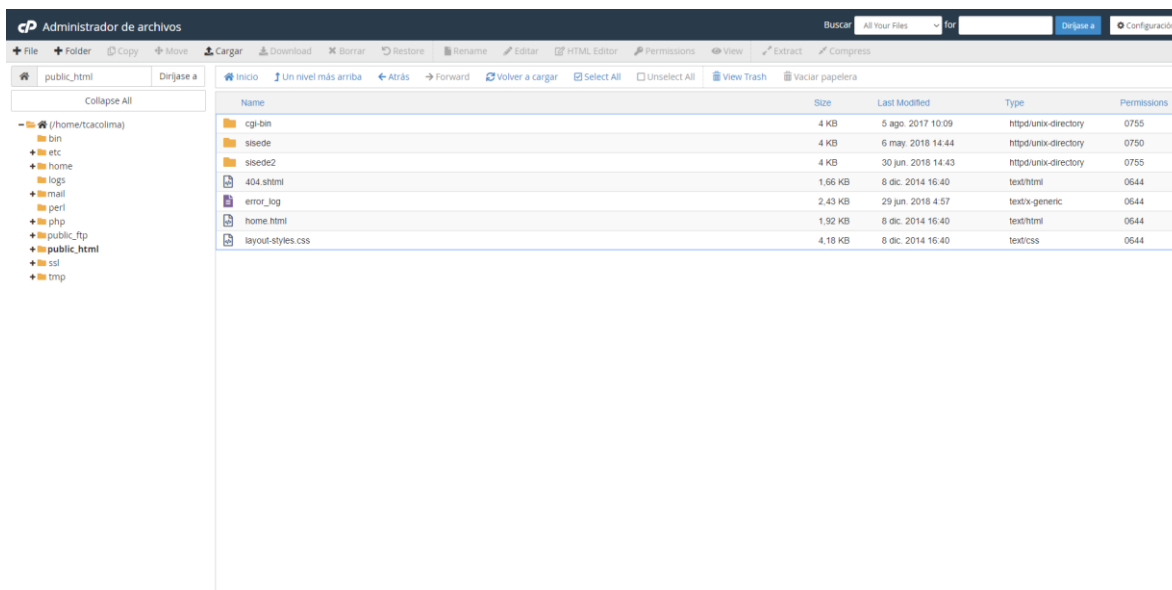 cP Administrador de archivos Buscar All Your Files for Diríjase a Configuració
File Folder Copy Move Cargar Download Borrar Restore Rename Editar HTML Editor Permissions View Extract Compress
public_html Diríjase a Inicio Un nivel más arriba Atrás Forward Volver a cargar Select All Unselect All View Trash Vaciar papelera
Collapse All
Name Size Last Modified Type Permissions
(/home/tcacolima)
bin
etc
home
logs
mail
perl
php
public_ftp
public_html
ssl
tmp
cgi-bin 4 KB 5 ago. 2017 10:09 httpd/unix-directory 0755
sisede 4 KB 6 may. 2018 14:44 httpd/unix-directory 0750
sisede2 4 KB 30 jun. 2018 14:43 httpd/unix-directory 0755
404.shtml 1,66 KB 8 dic. 2014 16:40 text/html 0644
error_log 2,43 KB 29 jun. 2018 4:57 text/x-generic 0644
home.html 1,92 KB 8 dic. 2014 16:40 text/html 0644
layout-styles.css 4,18 KB 8 dic. 2014 16:40 text/css 0644